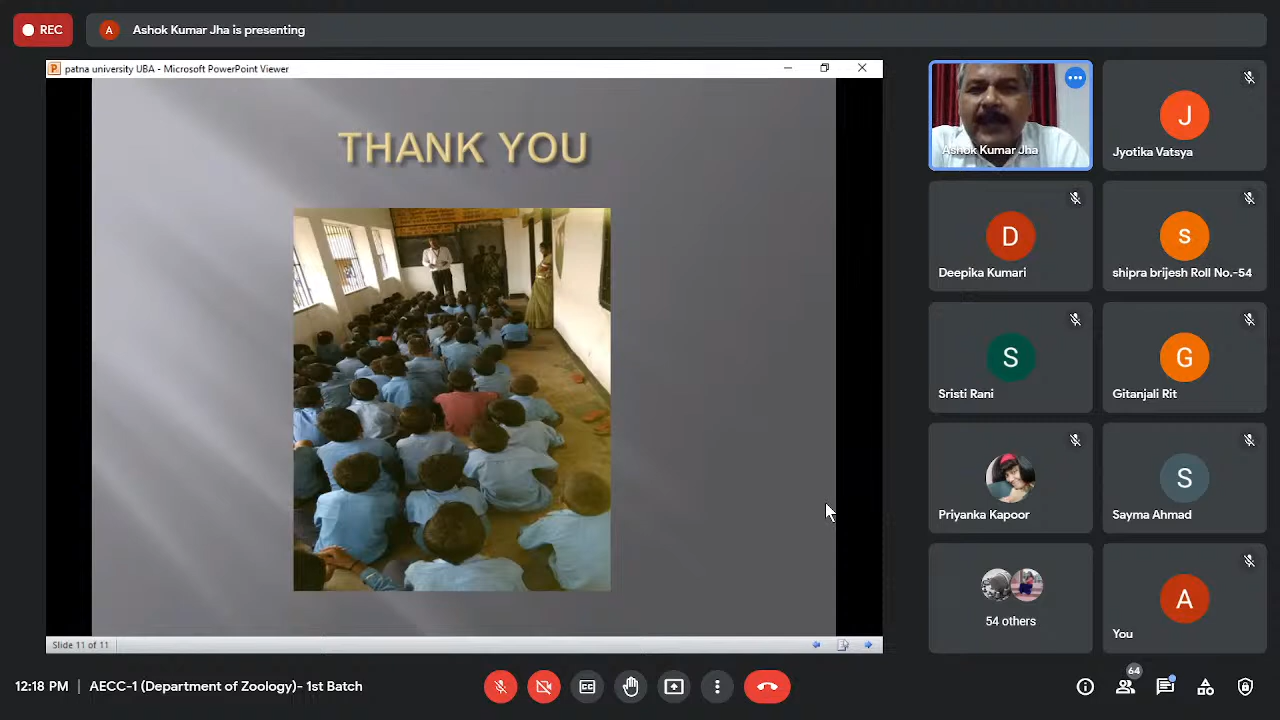 REC
A
Ashok Kumar Jha is presenting
P
patna university UBA - Microsoft PowerPoint Viewer
THANK YOU
Slide 11 of 11
Ashok Kumar Jha
J
Jyotika Vatsya
D
Deepika Kumari
s
shipra brijesh Roll No.-54
S
Sristi Rani
G
Gitanjali Rit
Priyanka Kapoor
S
Sayma Ahmad
54 others
A
You
12:18 PM | AECC-1 (Department of Zoology)- 1st Batch
64